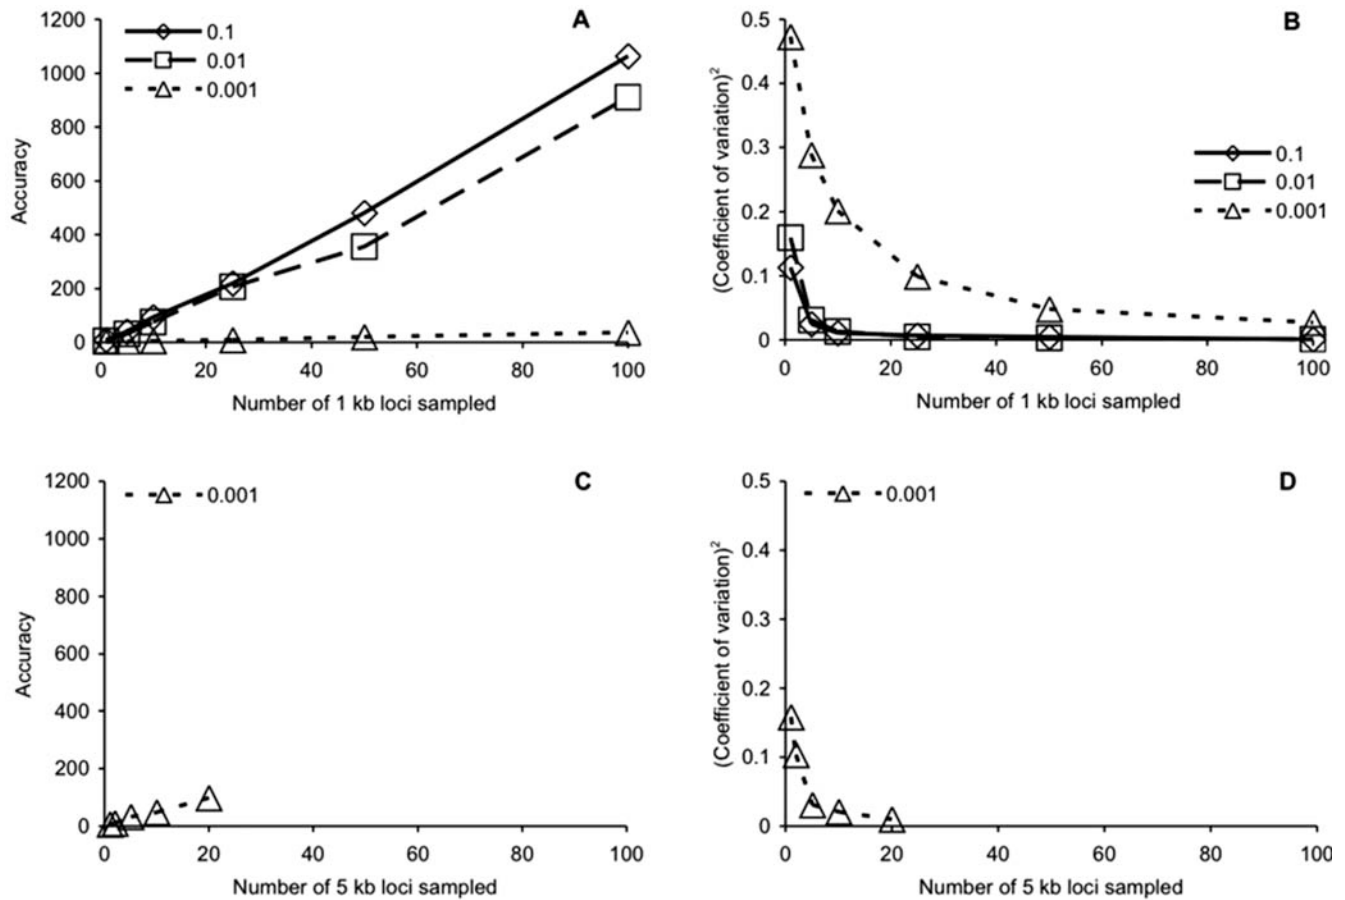 A
1200
1000
800
600
400
200
0
Accuracy
0.1
0.01
0.001
0 20 40 60 80 100
Number of 1 kb loci sampled
B
0.5
0.4
0.3
0.2
0.1
0
(Coefficient of variation)²
0.1
0.01
0.001
0 20 40 60 80 100
Number of 1 kb loci sampled
C
1200
1000
800
600
400
200
0
Accuracy
0.001
0 20 40 60 80 100
Number of 5 kb loci sampled
D
0.5
0.4
0.3
0.2
0.1
0
(Coefficient of variation)²
0.001
0 20 40 60 80 100
Number of 5 kb loci sampled